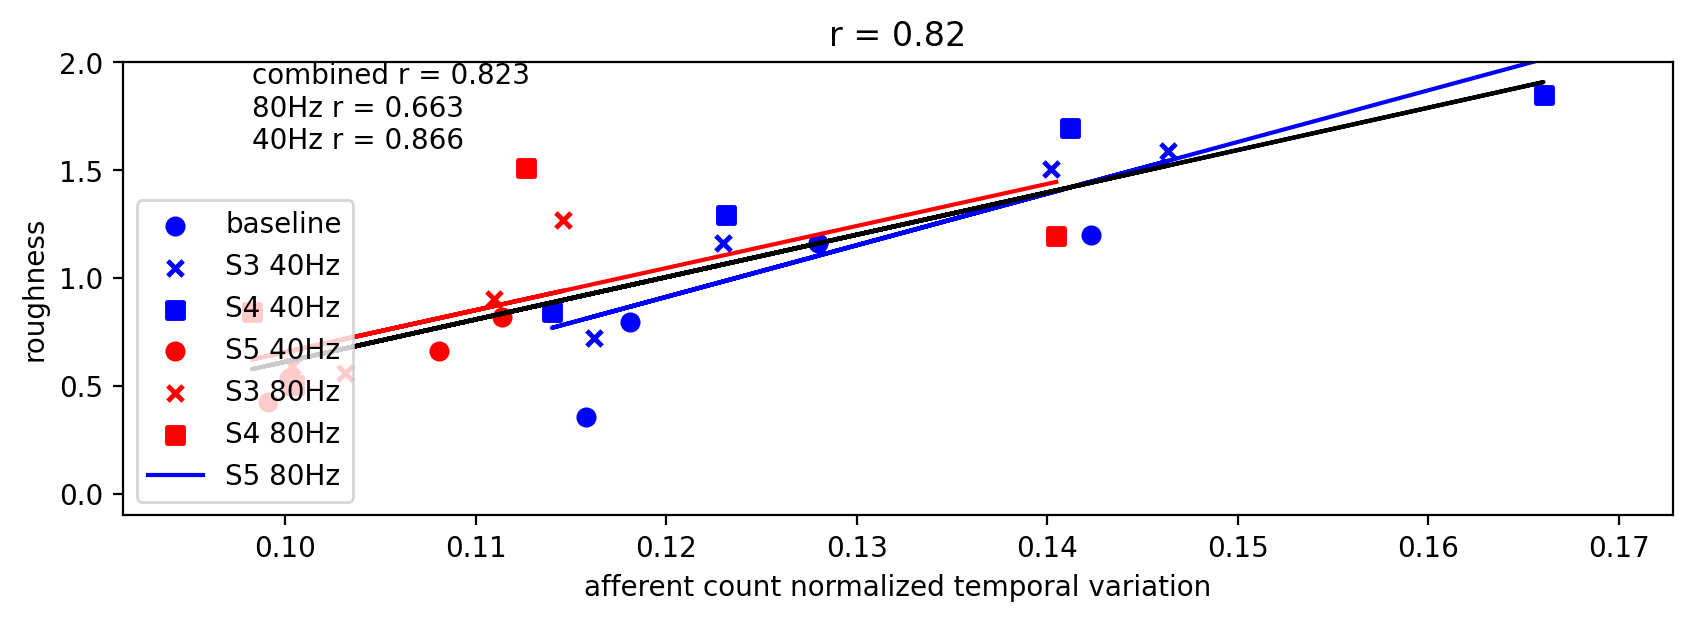 r = 0.82
combined r = 0.823
80Hz r = 0.663
40Hz r = 0.866
2.0
1.5
1.0
0.5
0.0
roughness
baseline
S3 40Hz
S4 40Hz
S5 40Hz
S3 80Hz
S4 80Hz
S5 80Hz
0.10 0.11 0.12 0.13 0.14 0.15 0.16 0.17
afferent count normalized temporal variation